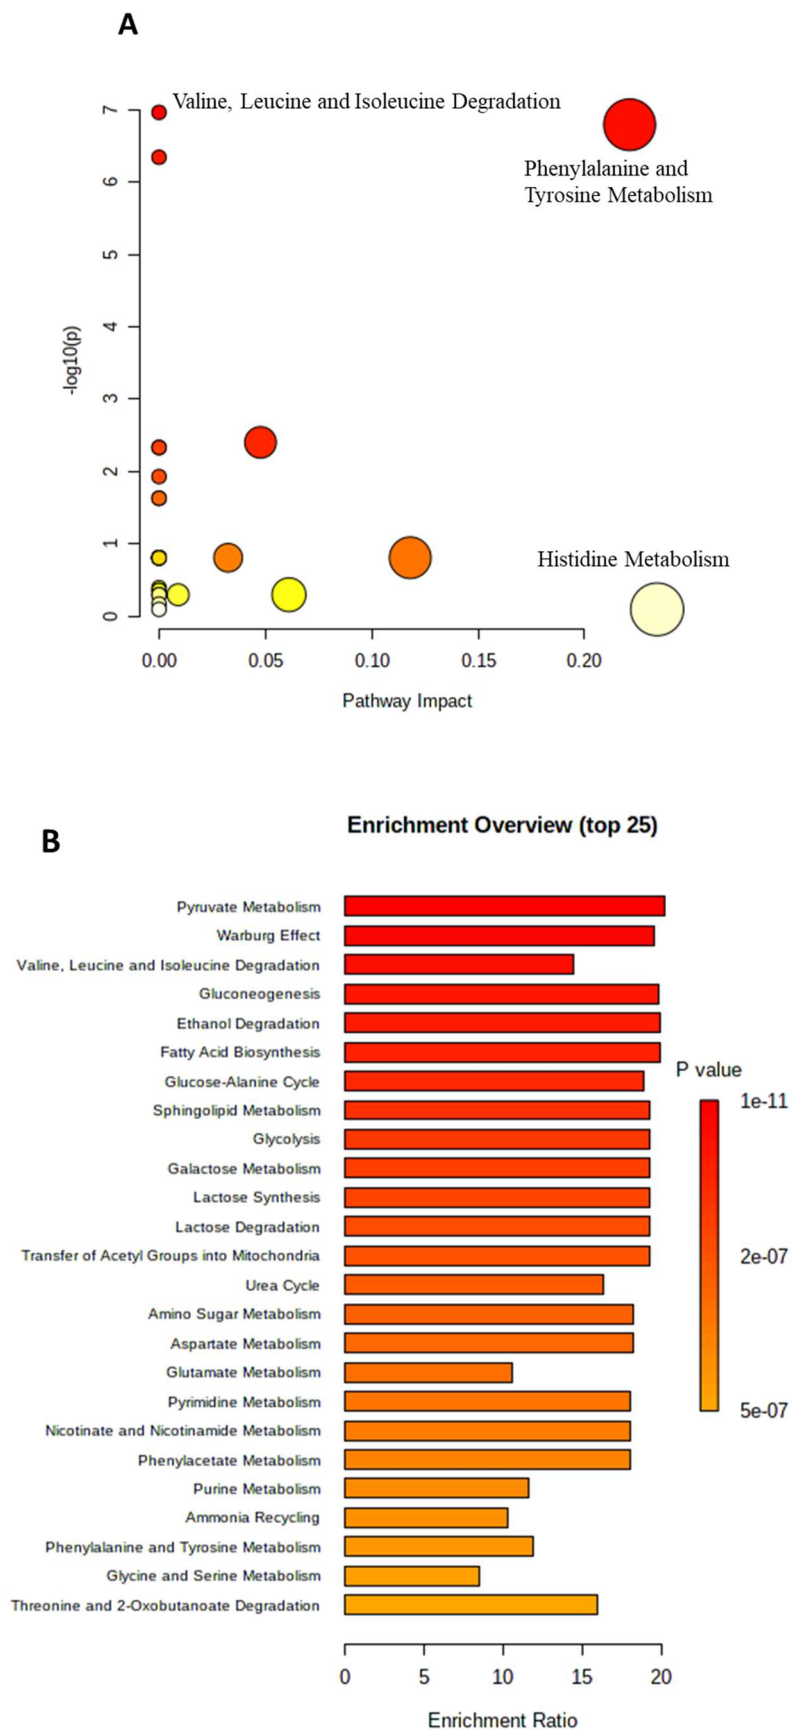 A
Valine, Leucine and Isoleucine Degradation
Phenylalanine and
Tyrosine Metabolism
Histidine Metabolism
-log10(p)
7
6
5
4
3
2
1
0
0.00 0.05 0.10 0.15 0.20
Pathway Impact
B
Enrichment Overview (top 25)
Pyruvate Metabolism
Warburg Effect
Valine, Leucine and Isoleucine Degradation
Gluconeogenesis
Ethanol Degradation
Fatty Acid Biosynthesis
Glucose-Alanine Cycle
Sphingolipid Metabolism
Glycolysis
Galactose Metabolism
Lactose Synthesis
Lactose Degradation
Transfer of Acetyl Groups into Mitochondria
Urea Cycle
Amino Sugar Metabolism
Aspartate Metabolism
Glutamate Metabolism
Pyrimidine Metabolism
Nicotinate and Nicotinamide Metabolism
Phenylacetate Metabolism
Purine Metabolism
Ammonia Recycling
Phenylalanine and Tyrosine Metabolism
Glycine and Serine Metabolism
Threonine and 2-Oxobutanoate Degradation
P value
1e-11
2e-07
5e-07
0 5 10 15 20
Enrichment Ratio